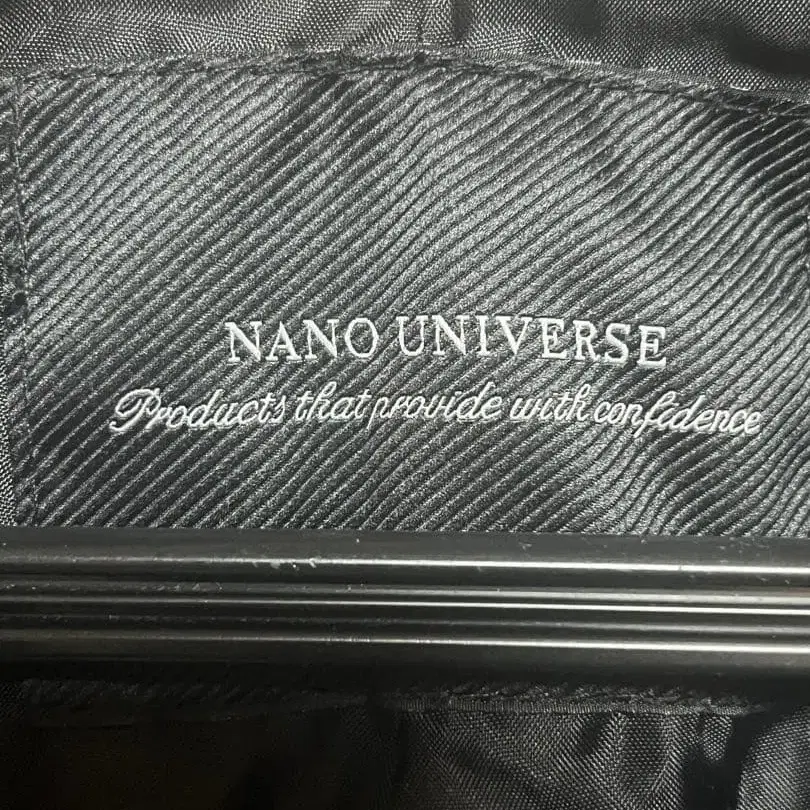 NANO UNIVERSE
Products that provide with confidence